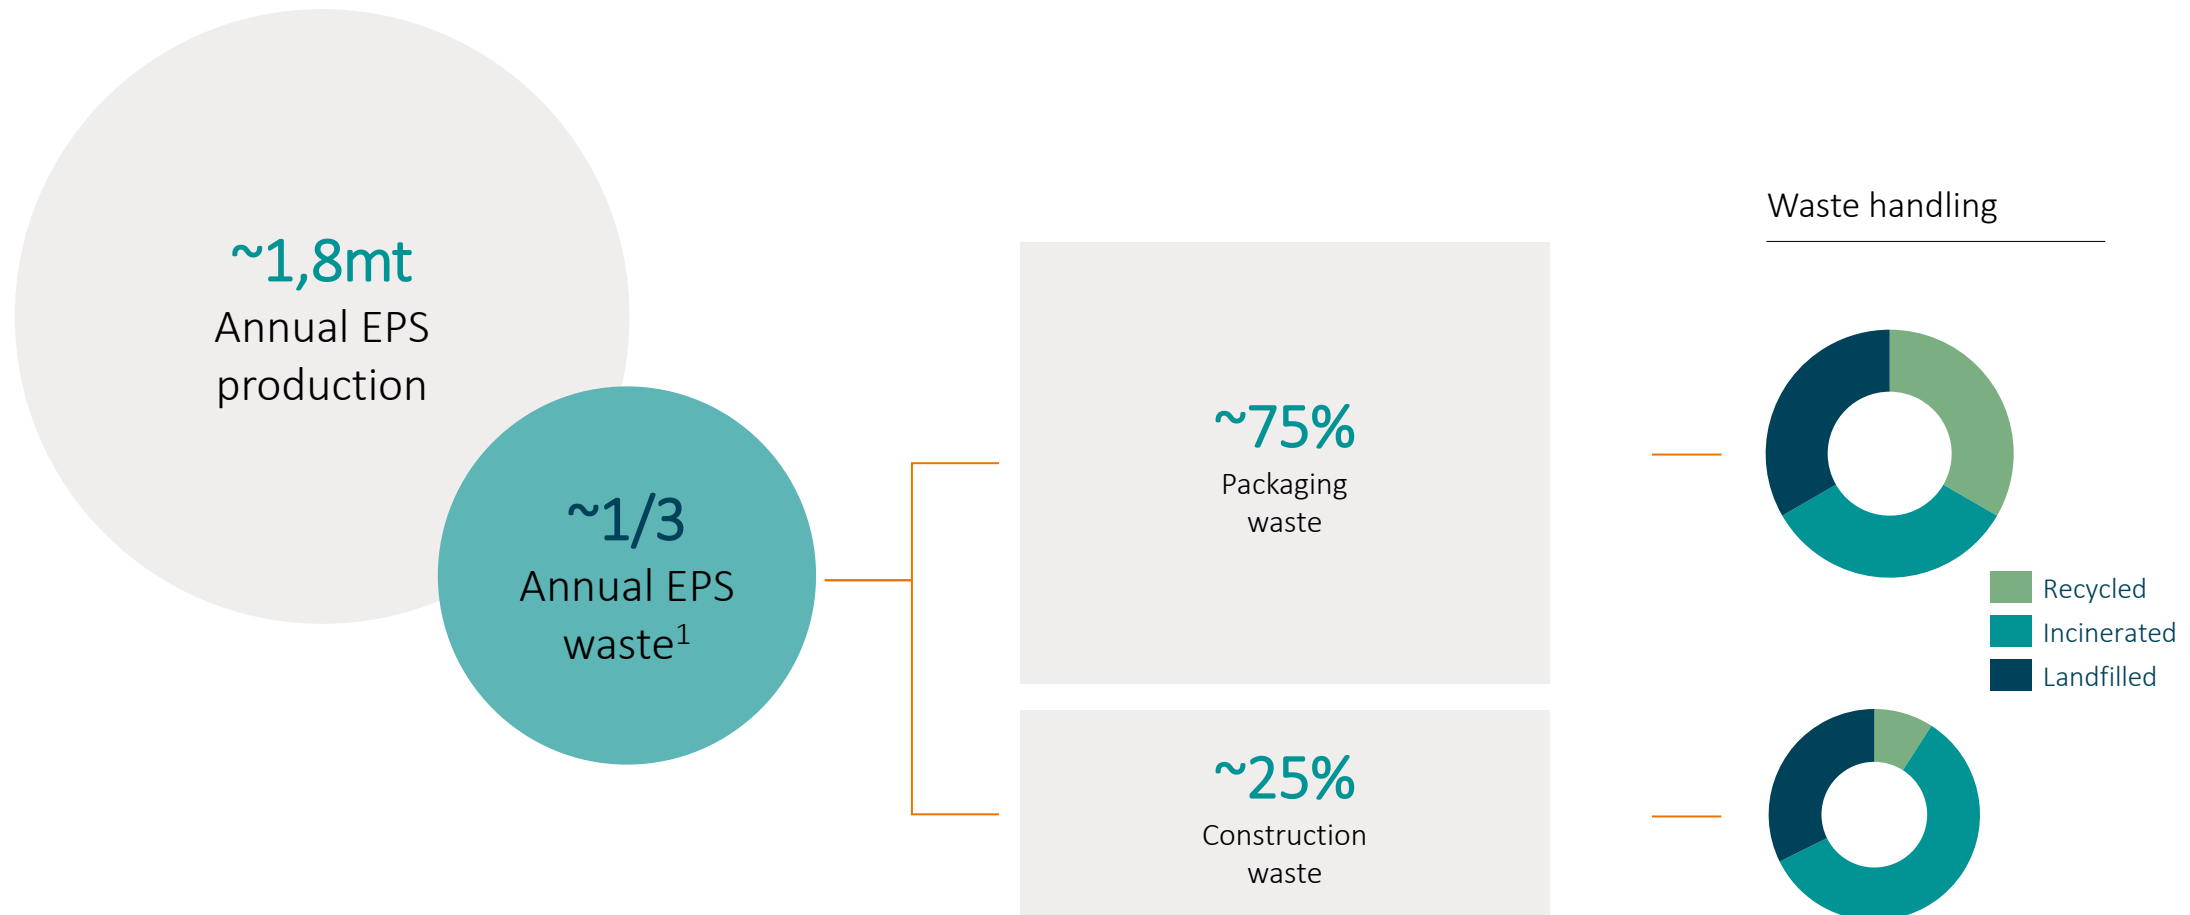 ~1,8mt
Annual EPS
production
~1/3
Annual EPS
waste1
~75%
Packaging
waste
~25%
Construction
waste
Waste handling
Recycled
Incinerated
Landfilled